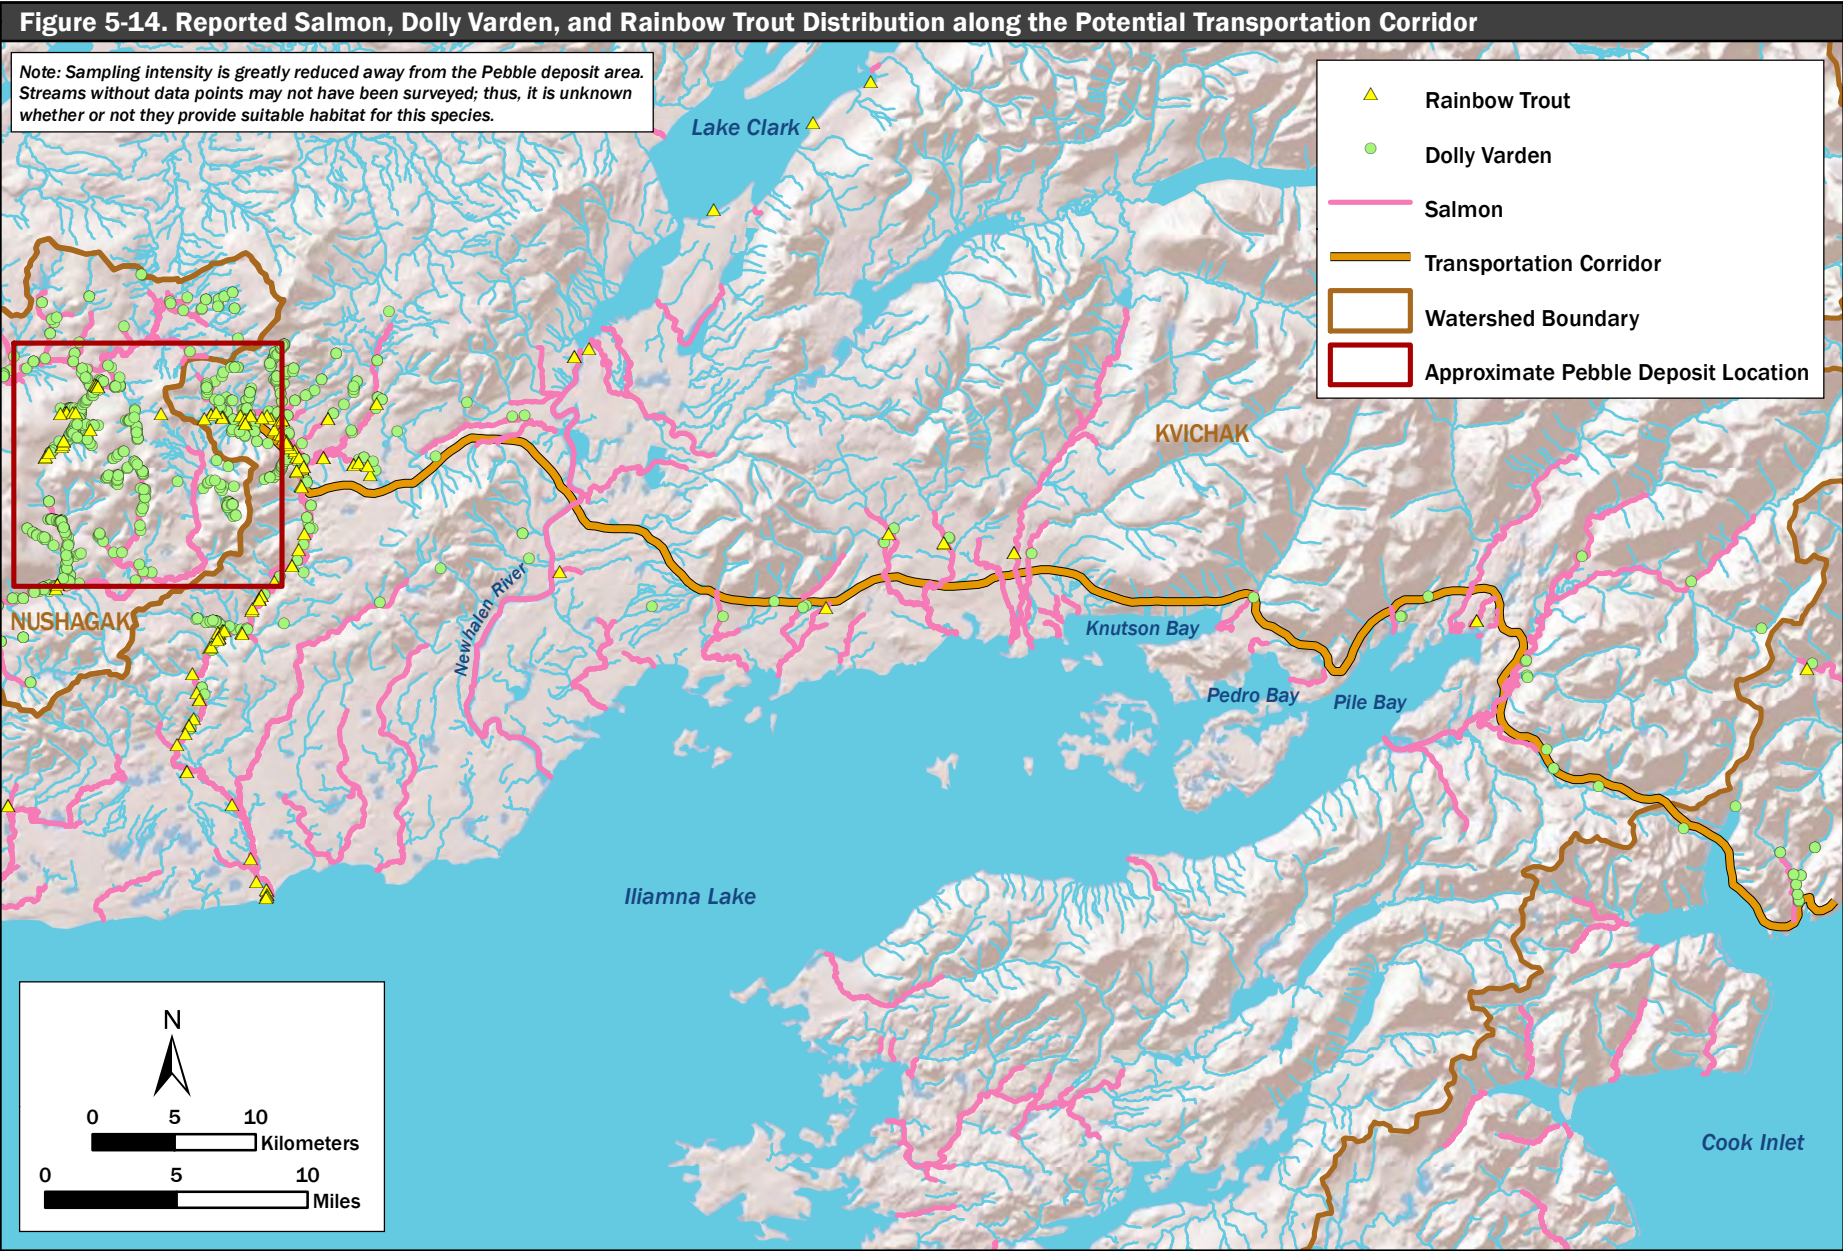 Figure 5-14. Reported Salmon, Dolly Varden, and Rainbow Trout Distribution along the Potential Transportation Corridor
Note: Sampling intensity is greatly reduced away from the Pebble deposit area.
Streams without data points may not have been surveyed; thus, it is unknown
whether or not they provide suitable habitat for this species.
Rainbow Trout
Dolly Varden
Salmon
Transportation Corridor
Watershed Boundary
Approximate Pebble Deposit Location
Lake Clark
KVICHAK
NUSHAGAK
Newhalen River
Knutson Bay
Pedro Bay
Pile Bay
Iliamna Lake
Cook Inlet
N
0 5 10
Kilometers
0 5 10
Miles